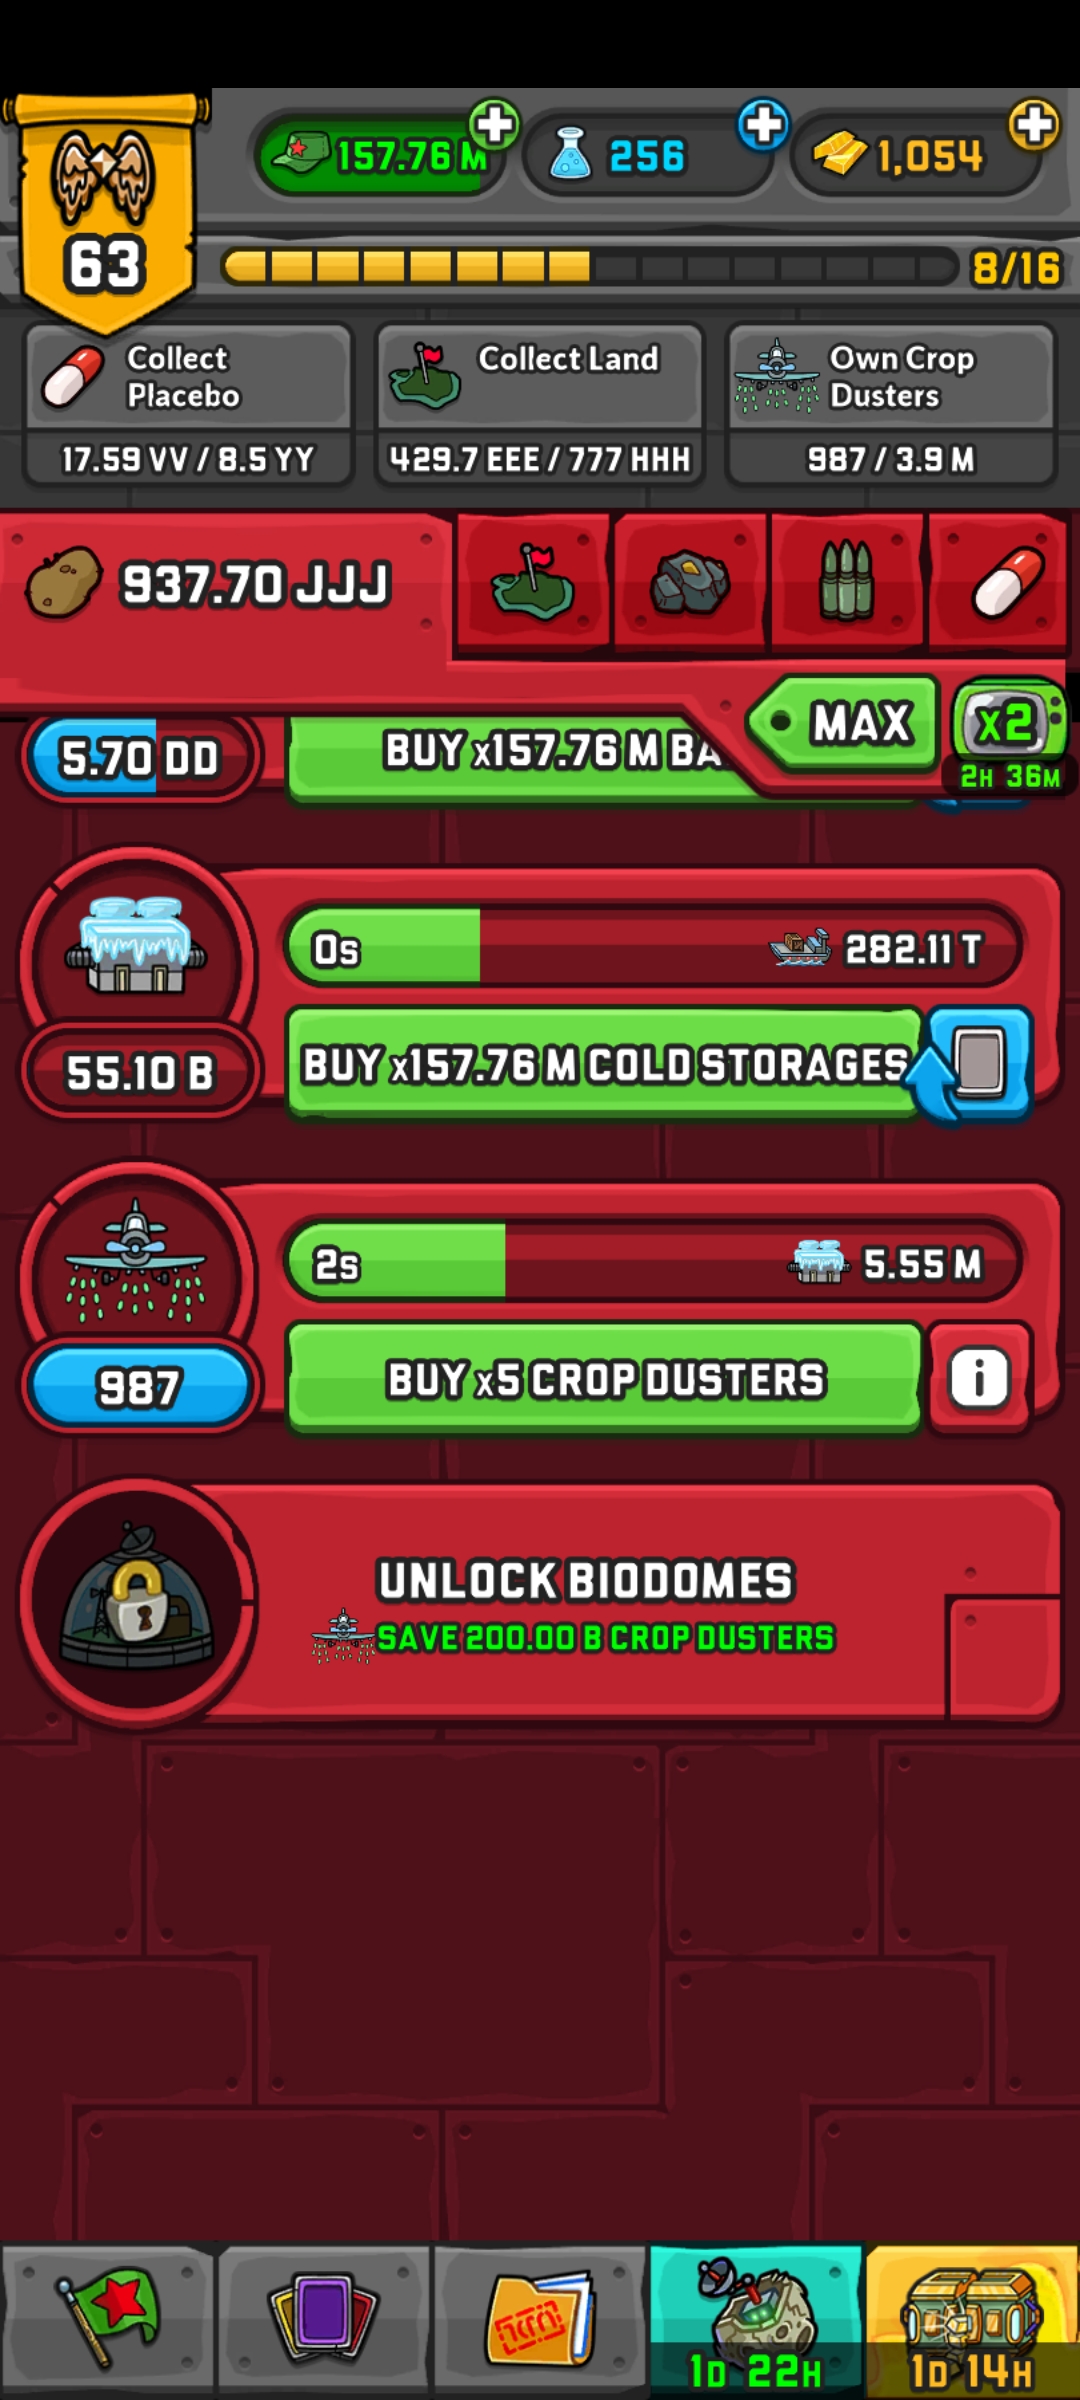 157.76 M
256
1,054
63
8/16
Collect
Placebo
17.59 VV / 8.5 YY
Collect Land
429.7 EEE / 777 HHH
Own Crop
Dusters
987 / 3.9 M
937.70 JJJ
MAX
x2
2H 36M
5.70 DD
BUY x157.76 M BA
0s
282.11 T
55.10 B
BUY x157.76 M COLD STORAGES
2s
5.55 M
987
BUY x5 CROP DUSTERS
i
UNLOCK BIODOMES
SAVE 200.00 B CROP DUSTERS
1D 22H
1D 14H